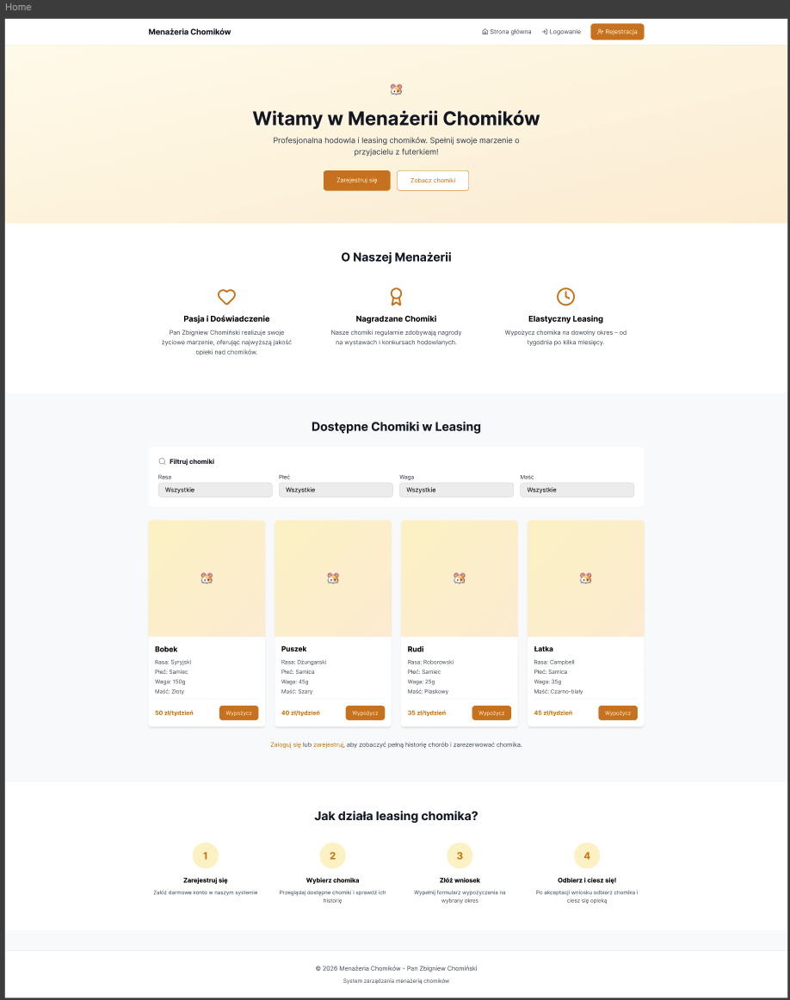 Home
Menażeria Chomików
Strona główna
Logowanie
Rejestracja
Witamy w Menażerii Chomików
Profesjonalna hodowla i leasing chomików. Spełnij swoje marzenie o
przyjacielu z futerkiem!
Zarejestruj się
Zobacz chomiki
O Naszej Menażerii
Pasja i Doświadczenie
Pan Zbigniew Chomiński realizuje swoje
życiowe marzenie, oferując najwyższą jakość
opieki nad chomików.
Nagradzane Chomiki
Nasze chomiki regularnie zdobywają nagrody
na wystawach i konkursach hodowlanych.
Elastyczny Leasing
Wypożycz chomika na dowolny okres – od
tygodnia po kilka miesięcy.
Dostępne Chomiki w Leasing
Filtruj chomiki
Rasa
Wszystkie
Płeć
Wszystkie
Waga
Wszystkie
Maść
Wszystkie
Bobek
Rasa: Syryjski
Płeć: Samiec
Waga: 150g
Maść: Złoty
50 zł/tydzień
Wypożycz
Puszek
Rasa: Dżungarski
Płeć: Samica
Waga: 45g
Maść: Szary
40 zł/tydzień
Wypożycz
Rudi
Rasa: Roborowski
Płeć: Samiec
Waga: 25g
Maść: Piaskowy
35 zł/tydzień
Wypożycz
Łatka
Rasa: Campbell
Płeć: Samica
Waga: 35g
Maść: Czarno-biały
45 zł/tydzień
Wypożycz
Zaloguj się lub zarejestruj, aby zobaczyć pełną historię chorób i zarezerwować chomika.
Jak działa leasing chomika?
1
Zarejestruj się
Załóż darmowe konto w naszym systemie
2
Wybierz chomika
Przeglądaj dostępne chomiki i sprawdź ich
historię
3
Złóż wniosek
Wypełnij formularz wypożyczenia na
wybrany okres
4
Odbierz i ciesz się!
Po akceptacji wniosku odbierz chomika i
ciesz się opieką
© 2026 Menażeria Chomików - Pan Zbigniew Chomiński
System zarządzania menażerią chomików